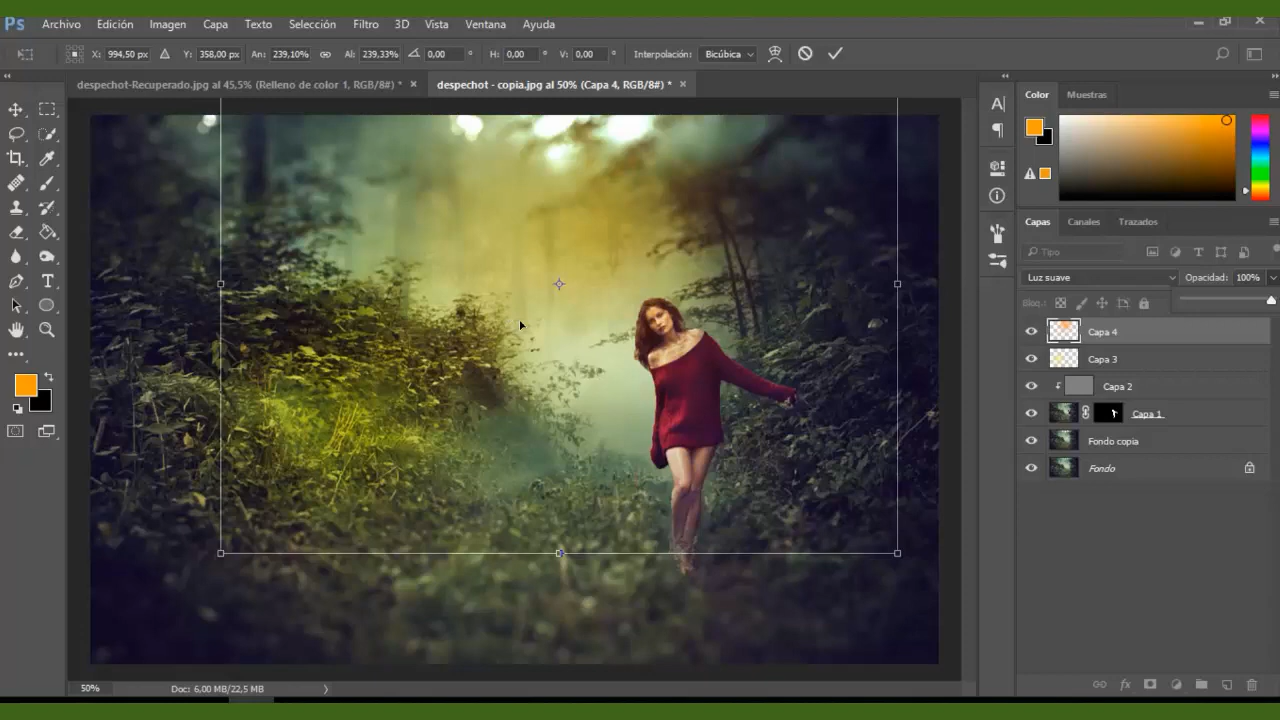 Ps Archivo Edición Imagen Capa Texto Selección Filtro 3D Vista Ventana Ayuda
X: 994,50 px Y: 358,00 px An: 239,10% Al: 239,33% 0,00 ° H: 0,00 ° V: 0,00 ° Interpolación: Bicúbica
despechot-Recuperado.jpg al 45,5% (Relleno de color 1, RGB/8#) * × despechot - copia.jpg al 50% (Capa 4, RGB/8#) * ×
Color Muestras
Capas Canales Trazados
Tipo
Luz suave Opacidad: 100%
Bloq.:
Capa 4
Capa 3
Capa 2
Capa 1
Fondo copia
Fondo
fx
50% Doc: 6,00 MB/22,5 MB